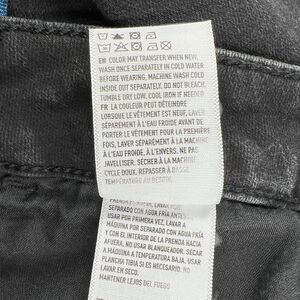 EN COLOR MAY TRANSFER WHEN NEW,
WASH ONCE SEPARATELY IN COLD WATER
BEFORE WEARING, MACHINE WASH COLD
INSIDE OUT SEPARATELY. DO NOT BLEACH.
TUMBLE DRY LOW. COOL IRON IF NEEDED.
FR LA COULEUR PEUT DÉTEINDRE
LORSQUE LE VÊTEMENT EST NEUF, LAVER
SÉPARÉMENT À L'EAU FROIDE AVANT DE
PORTER LE VÊTEMENT POUR LA PREMIÈRE
FOIS. LAVER SÉPARÉMENT À LA MACHINE
À L'EAU FROIDE, À L'ENVERS. NE PAS
JAVELLISER. SÉCHER À LA MACHINE
CYCLE DOUX. REPASSER À BASSE
TEMPÉRATURE AU BESOIN.
PRENDA ES NUEVA, LAVAR POR
SEPARADO CON AGUA FRÍA ANTES
USAR POR PRIMERA VEZ, LAVAR A
MÁQUINA POR SEPARADO CON AGUA FRÍA
CON EL INTERIOR DE LA PRENDA HACIA
AFUERA. NO USAR BLANQUEADOR. SECAR
A MÁQUINA A TEMPERATURA BAJA. USAR
PLANCHA TIBIA SI ES NECESARIO. NO
LAVAR EN SECO.
MANTENER LEJOS DEL FUEGO